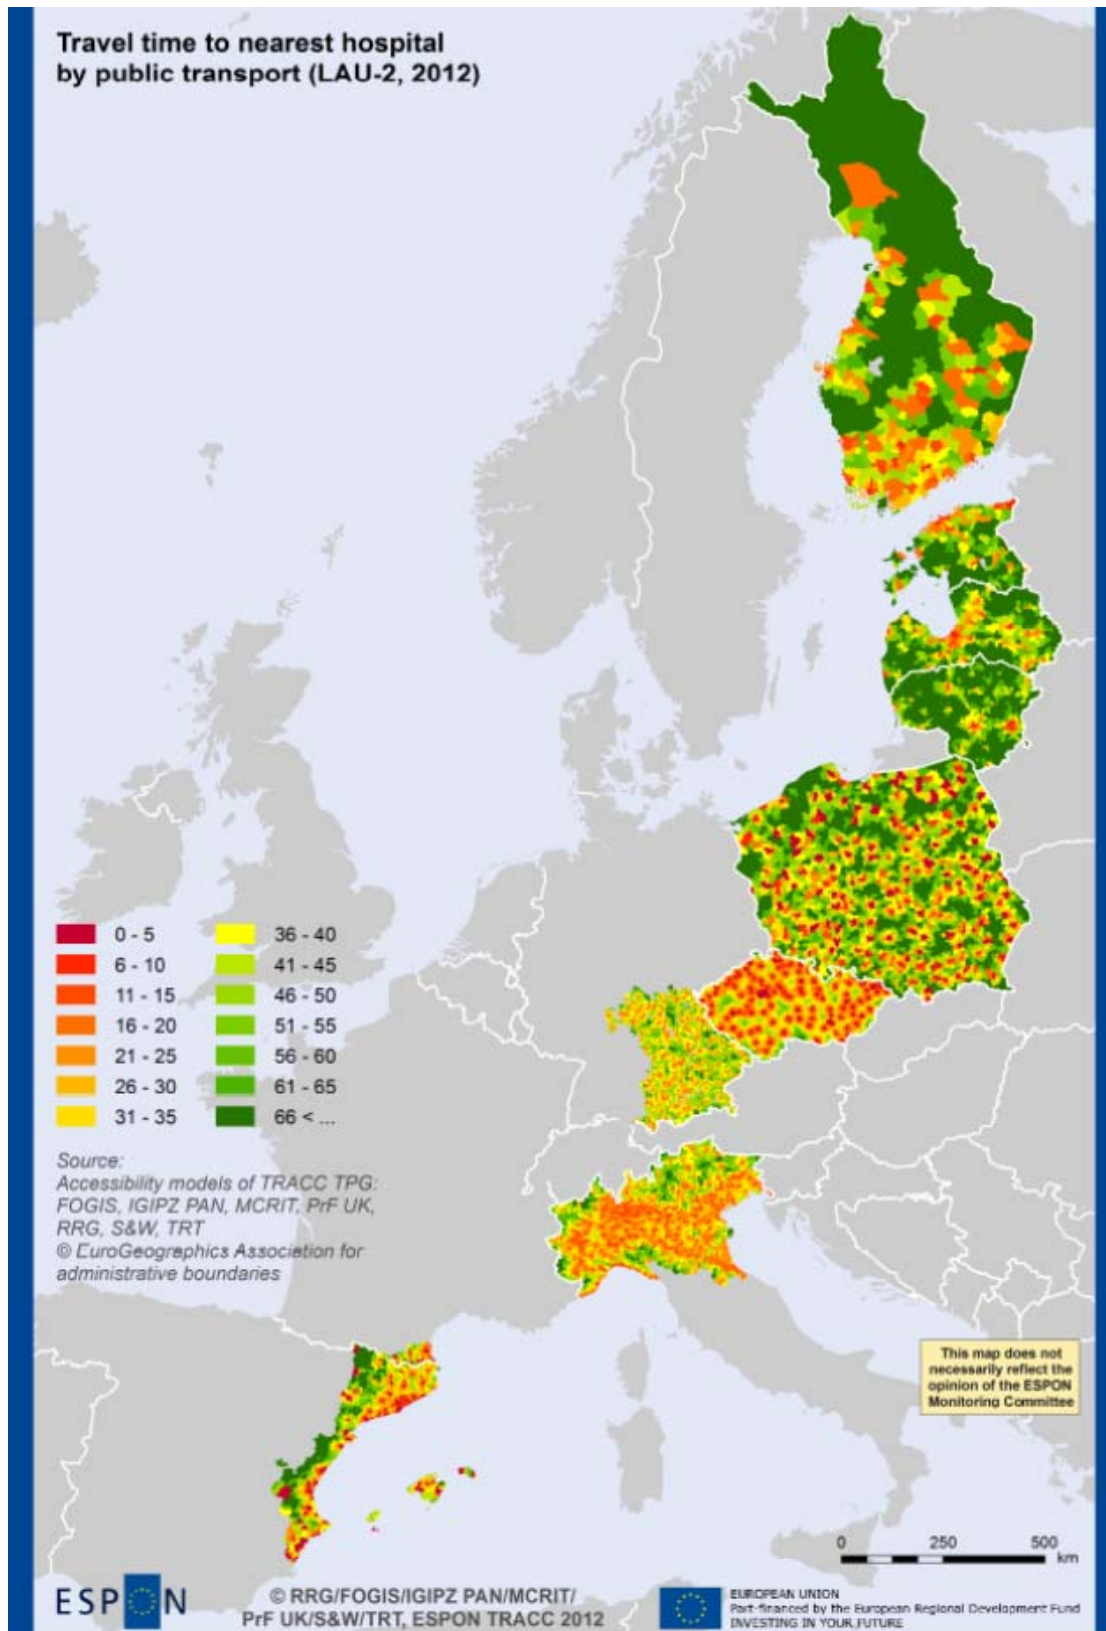 Travel time to nearest hospital
by public transport (LAU-2, 2012)
0 - 5
6 - 10
11 - 15
16 - 20
21 - 25
26 - 30
31 - 35
36 - 40
41 - 45
46 - 50
51 - 55
56 - 60
61 - 65
66 < ...
Source:
Accessibility models of TRACC TPG:
FOGIS, IGIPZ PAN, MCRIT, PrF UK,
RRG, S&W, TRT
© EuroGeographics Association for
administrative boundaries
This map does not
necessarily reflect the
opinion of the ESPON
Monitoring Committee
0 250 500
km
ESPON
© RRG/FOGIS/IGIPZ PAN/MCRIT/
PrF UK/S&W/TRT, ESPON TRACC 2012
EUROPEAN UNION
Part-financed by the European Regional Development Fund
INVESTING IN YOUR FUTURE